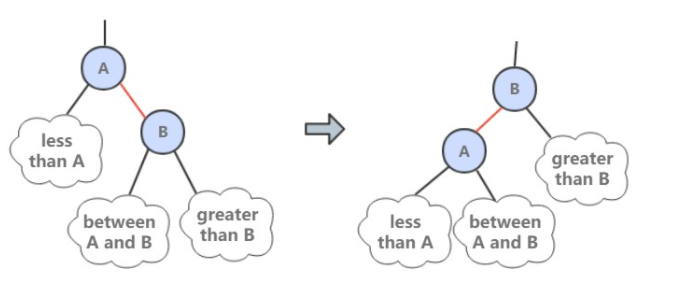 A
B
less
than A
between
A and B
greater
than B
B
A
greater
than B
less
than A
between
A and B